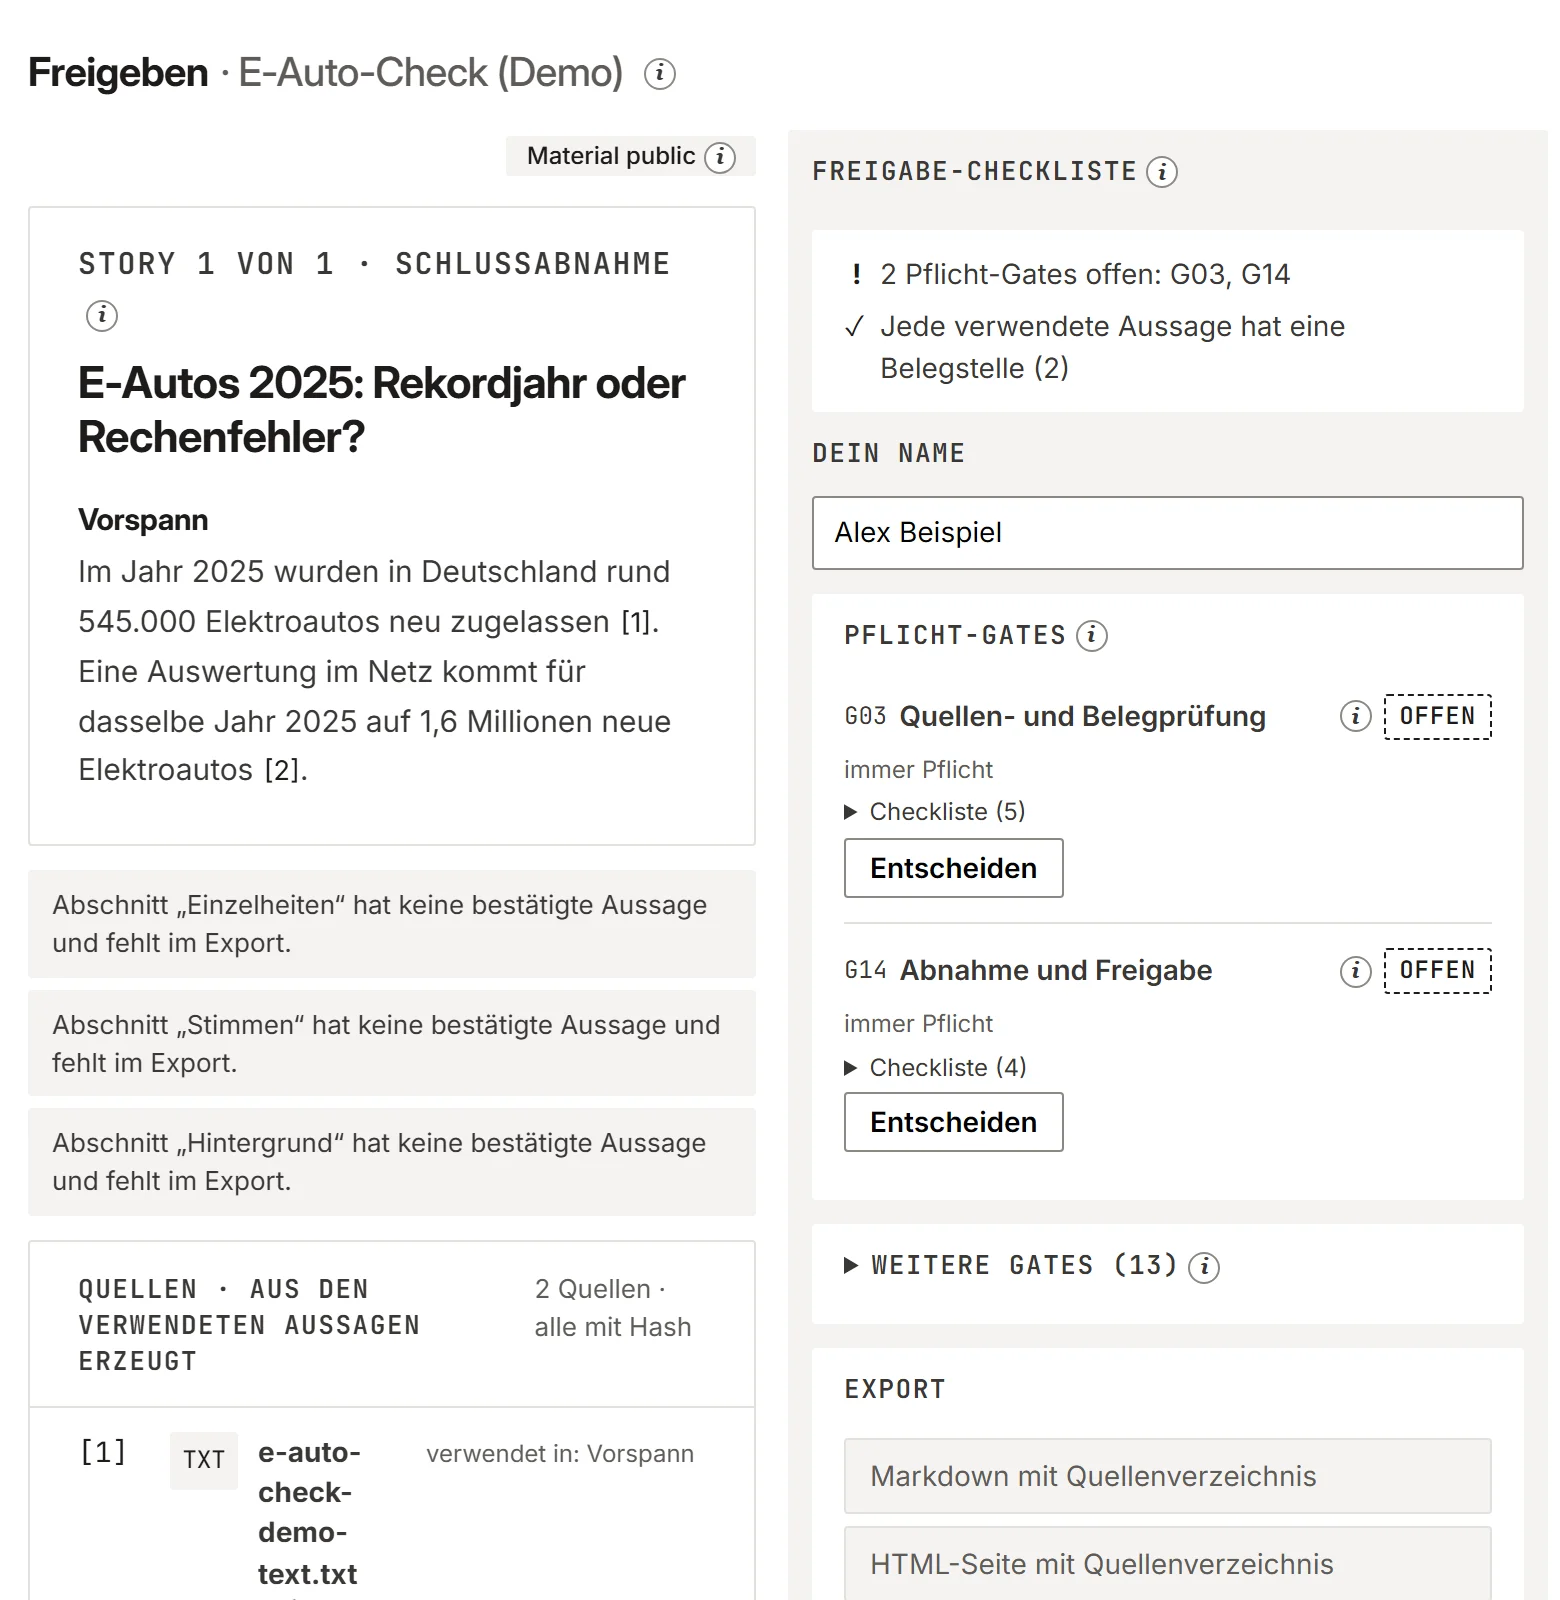 Freigeben · E-Auto-Check (Demo) i
Material public i
STORY 1 VON 1 · SCHLUSSABNAHME
i
E-Autos 2025: Rekordjahr oder
Rechenfehler?
Vorspann
Im Jahr 2025 wurden in Deutschland rund
545.000 Elektroautos neu zugelassen [1].
Eine Auswertung im Netz kommt für
dasselbe Jahr 2025 auf 1,6 Millionen neue
Elektroautos [2].
Abschnitt „Einzelheiten“ hat keine bestätigte Aussage
und fehlt im Export.
Abschnitt „Stimmen“ hat keine bestätigte Aussage und
fehlt im Export.
Abschnitt „Hintergrund“ hat keine bestätigte Aussage
und fehlt im Export.
QUELLEN · AUS DEN
VERWENDETEN AUSSAGEN
ERZEUGT
2 Quellen ·
alle mit Hash
[1]
TXT
e-auto-
check-
demo-
text.txt
verwendet in: Vorspann
FREIGABE-CHECKLISTE i
! 2 Pflicht-Gates offen: G03, G14
✓ Jede verwendete Aussage hat eine
Belegstelle (2)
DEIN NAME
Alex Beispiel
PFLICHT-GATES i
G03 Quellen- und Belegprüfung i OFFEN
immer Pflicht
▶ Checkliste (5)
Entscheiden
G14 Abnahme und Freigabe i OFFEN
immer Pflicht
▶ Checkliste (4)
Entscheiden
▶ WEITERE GATES (13) i
EXPORT
Markdown mit Quellenverzeichnis
HTML-Seite mit Quellenverzeichnis